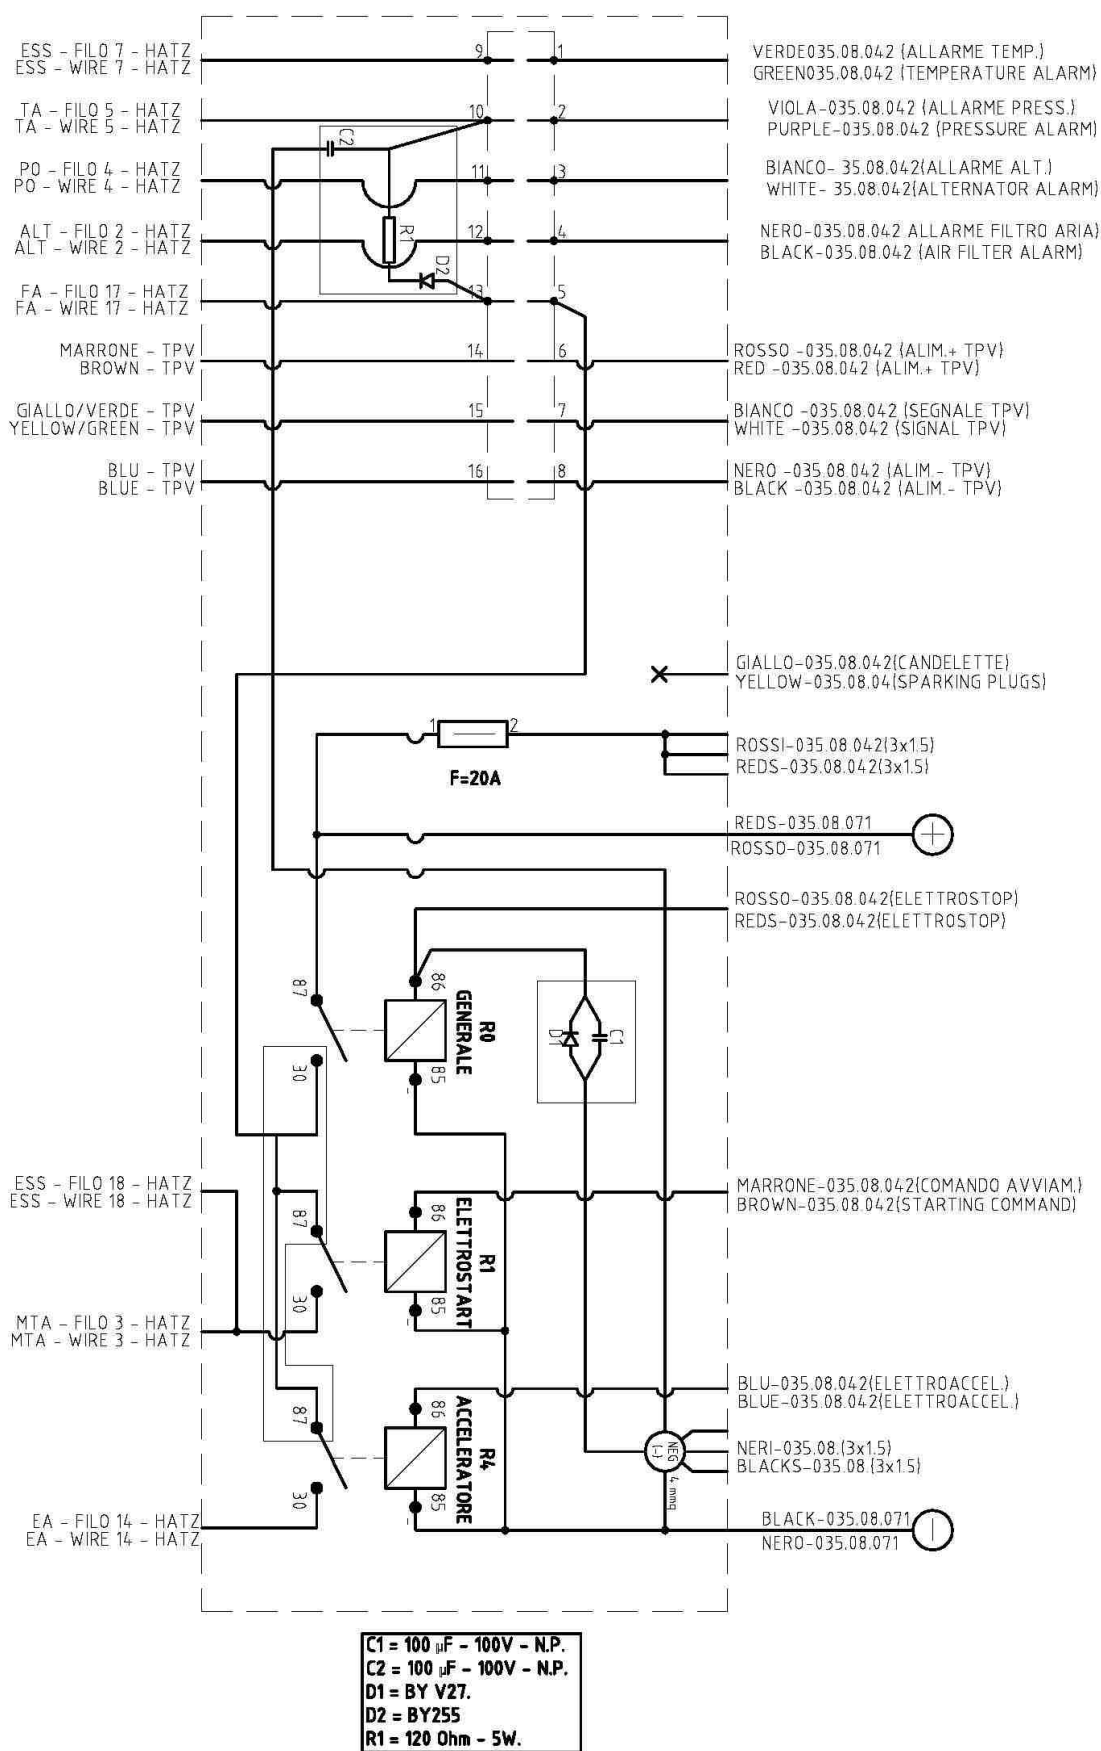 ESS - FILO 7 - HATZ
ESS - WIRE 7 - HATZ
9
1
VERDE035.08.042 (ALLARME TEMP.)
GREEN035.08.042 (TEMPERATURE ALARM)
TA - FILO 5 - HATZ
TA - WIRE 5 - HATZ
10
2
VIOLA-035.08.042 (ALLARME PRESS.)
PURPLE-035.08.042 (PRESSURE ALARM)
C2
PO - FILO 4 - HATZ
PO - WIRE 4 - HATZ
11
3
BIANCO- 35.08.042(ALLARME ALT.)
WHITE- 35.08.042(ALTERNATOR ALARM)
ALT - FILO 2 - HATZ
ALT - WIRE 2 - HATZ
R1
12
4
NERO-035.08.042 ALLARME FILTRO ARIA)
BLACK-035.08.042 (AIR FILTER ALARM)
D2
FA - FILO 17 - HATZ
FA - WIRE 17 - HATZ
13
5
MARRONE - TPV
BROWN - TPV
14
6
ROSSO -035.08.042 (ALIM.+ TPV)
RED -035.08.042 (ALIM.+ TPV)
GIALLO/VERDE - TPV
YELLOW/GREEN - TPV
15
7
BIANCO -035.08.042 (SEGNALE TPV)
WHITE -035.08.042 (SIGNAL TPV)
BLU - TPV
BLUE - TPV
16
8
NERO -035.08.042 (ALIM.- TPV)
BLACK -035.08.042 (ALIM.- TPV)
GIALLO-035.08.042(CANDELETTE)
YELLOW-035.08.04(SPARKING PLUGS)
1
2
F=20A
ROSSI-035.08.042(3x1.5)
REDS-035.08.042(3x1.5)
REDS-035.08.071
ROSSO-035.08.071
+
ROSSO-035.08.042(ELETTROSTOP)
REDS-035.08.042(ELETTROSTOP)
87
86
R0
GENERALE
D1
C1
30
85
-
ESS - FILO 18 - HATZ
ESS - WIRE 18 - HATZ
MARRONE-035.08.042(COMANDO AVVIAM.)
BROWN-035.08.042(STARTING COMMAND)
87
86
R1
ELETTROSTART
30
85
-
MTA - FILO 3 - HATZ
MTA - WIRE 3 - HATZ
BLU-035.08.042(ELETTROACCEL.)
BLUE-035.08.042(ELETTROACCEL.)
87
86
R4
ACCELERATORE
NEG
(-)
4 mmq
NERI-035.08.(3x1.5)
BLACKS-035.08.(3x1.5)
30
85
-
EA - FILO 14 - HATZ
EA - WIRE 14 - HATZ
BLACK-035.08.071
NERO-035.08.071
-
C1 = 100 µF - 100V - N.P.
C2 = 100 µF - 100V - N.P.
D1 = BY V27.
D2 = BY255
R1 = 120 Ohm - 5W.